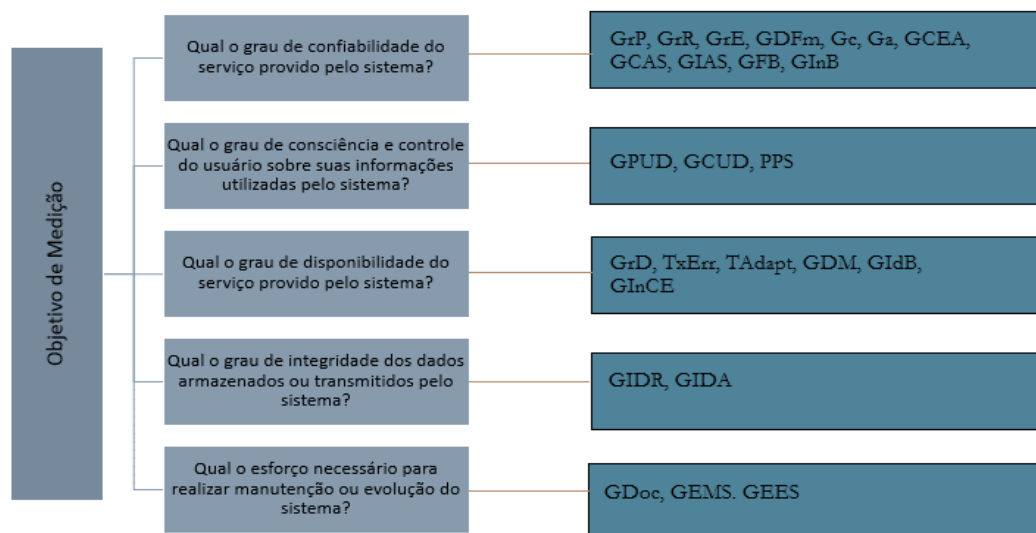 Objetivo de Medição
Qual o grau de confiabilidade do
serviço provido pelo sistema?
GrP, GrR, GrE, GDFm, Gc, Ga, GCEA,
GCAS, GIAS, GFB, GInB
Qual o grau de consciência e controle
do usuário sobre suas informações
utilizadas pelo sistema?
GPUD, GCUD, PPS
Qual o grau de disponibilidade do
serviço provido pelo sistema?
GrD, TxErr, TAdapt, GDM, GIdB,
GInCE
Qual o grau de integridade dos dados
armazenados ou transmitidos pelo
sistema?
GIDR, GIDA
Qual o esforço necessário para
realizar manutenção ou evolução do
sistema?
GDoc, GEMS. GEES